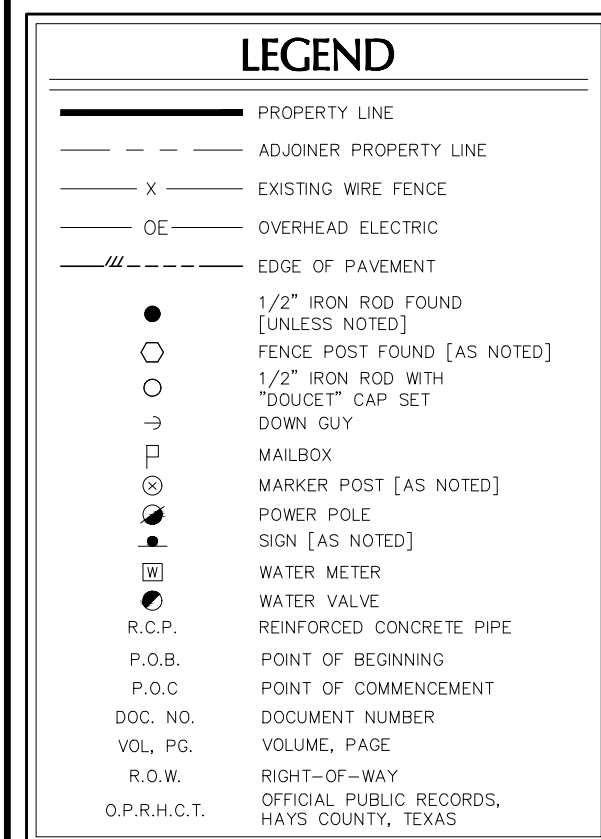 LEGEND
PROPERTY LINE
ADJOINER PROPERTY LINE
X EXISTING WIRE FENCE
OE OVERHEAD ELECTRIC
EDGE OF PAVEMENT
1/2" IRON ROD FOUND
[UNLESS NOTED]
FENCE POST FOUND [AS NOTED]
1/2" IRON ROD WITH
"DOUCET" CAP SET
DOWN GUY
MAILBOX
MARKER POST [AS NOTED]
POWER POLE
SIGN [AS NOTED]
W WATER METER
WATER VALVE
R.C.P. REINFORCED CONCRETE PIPE
P.O.B. POINT OF BEGINNING
P.O.C POINT OF COMMENCEMENT
DOC. NO. DOCUMENT NUMBER
VOL, PG. VOLUME, PAGE
R.O.W. RIGHT-OF-WAY
O.P.R.H.C.T. OFFICIAL PUBLIC RECORDS,
HAYS COUNTY, TEXAS